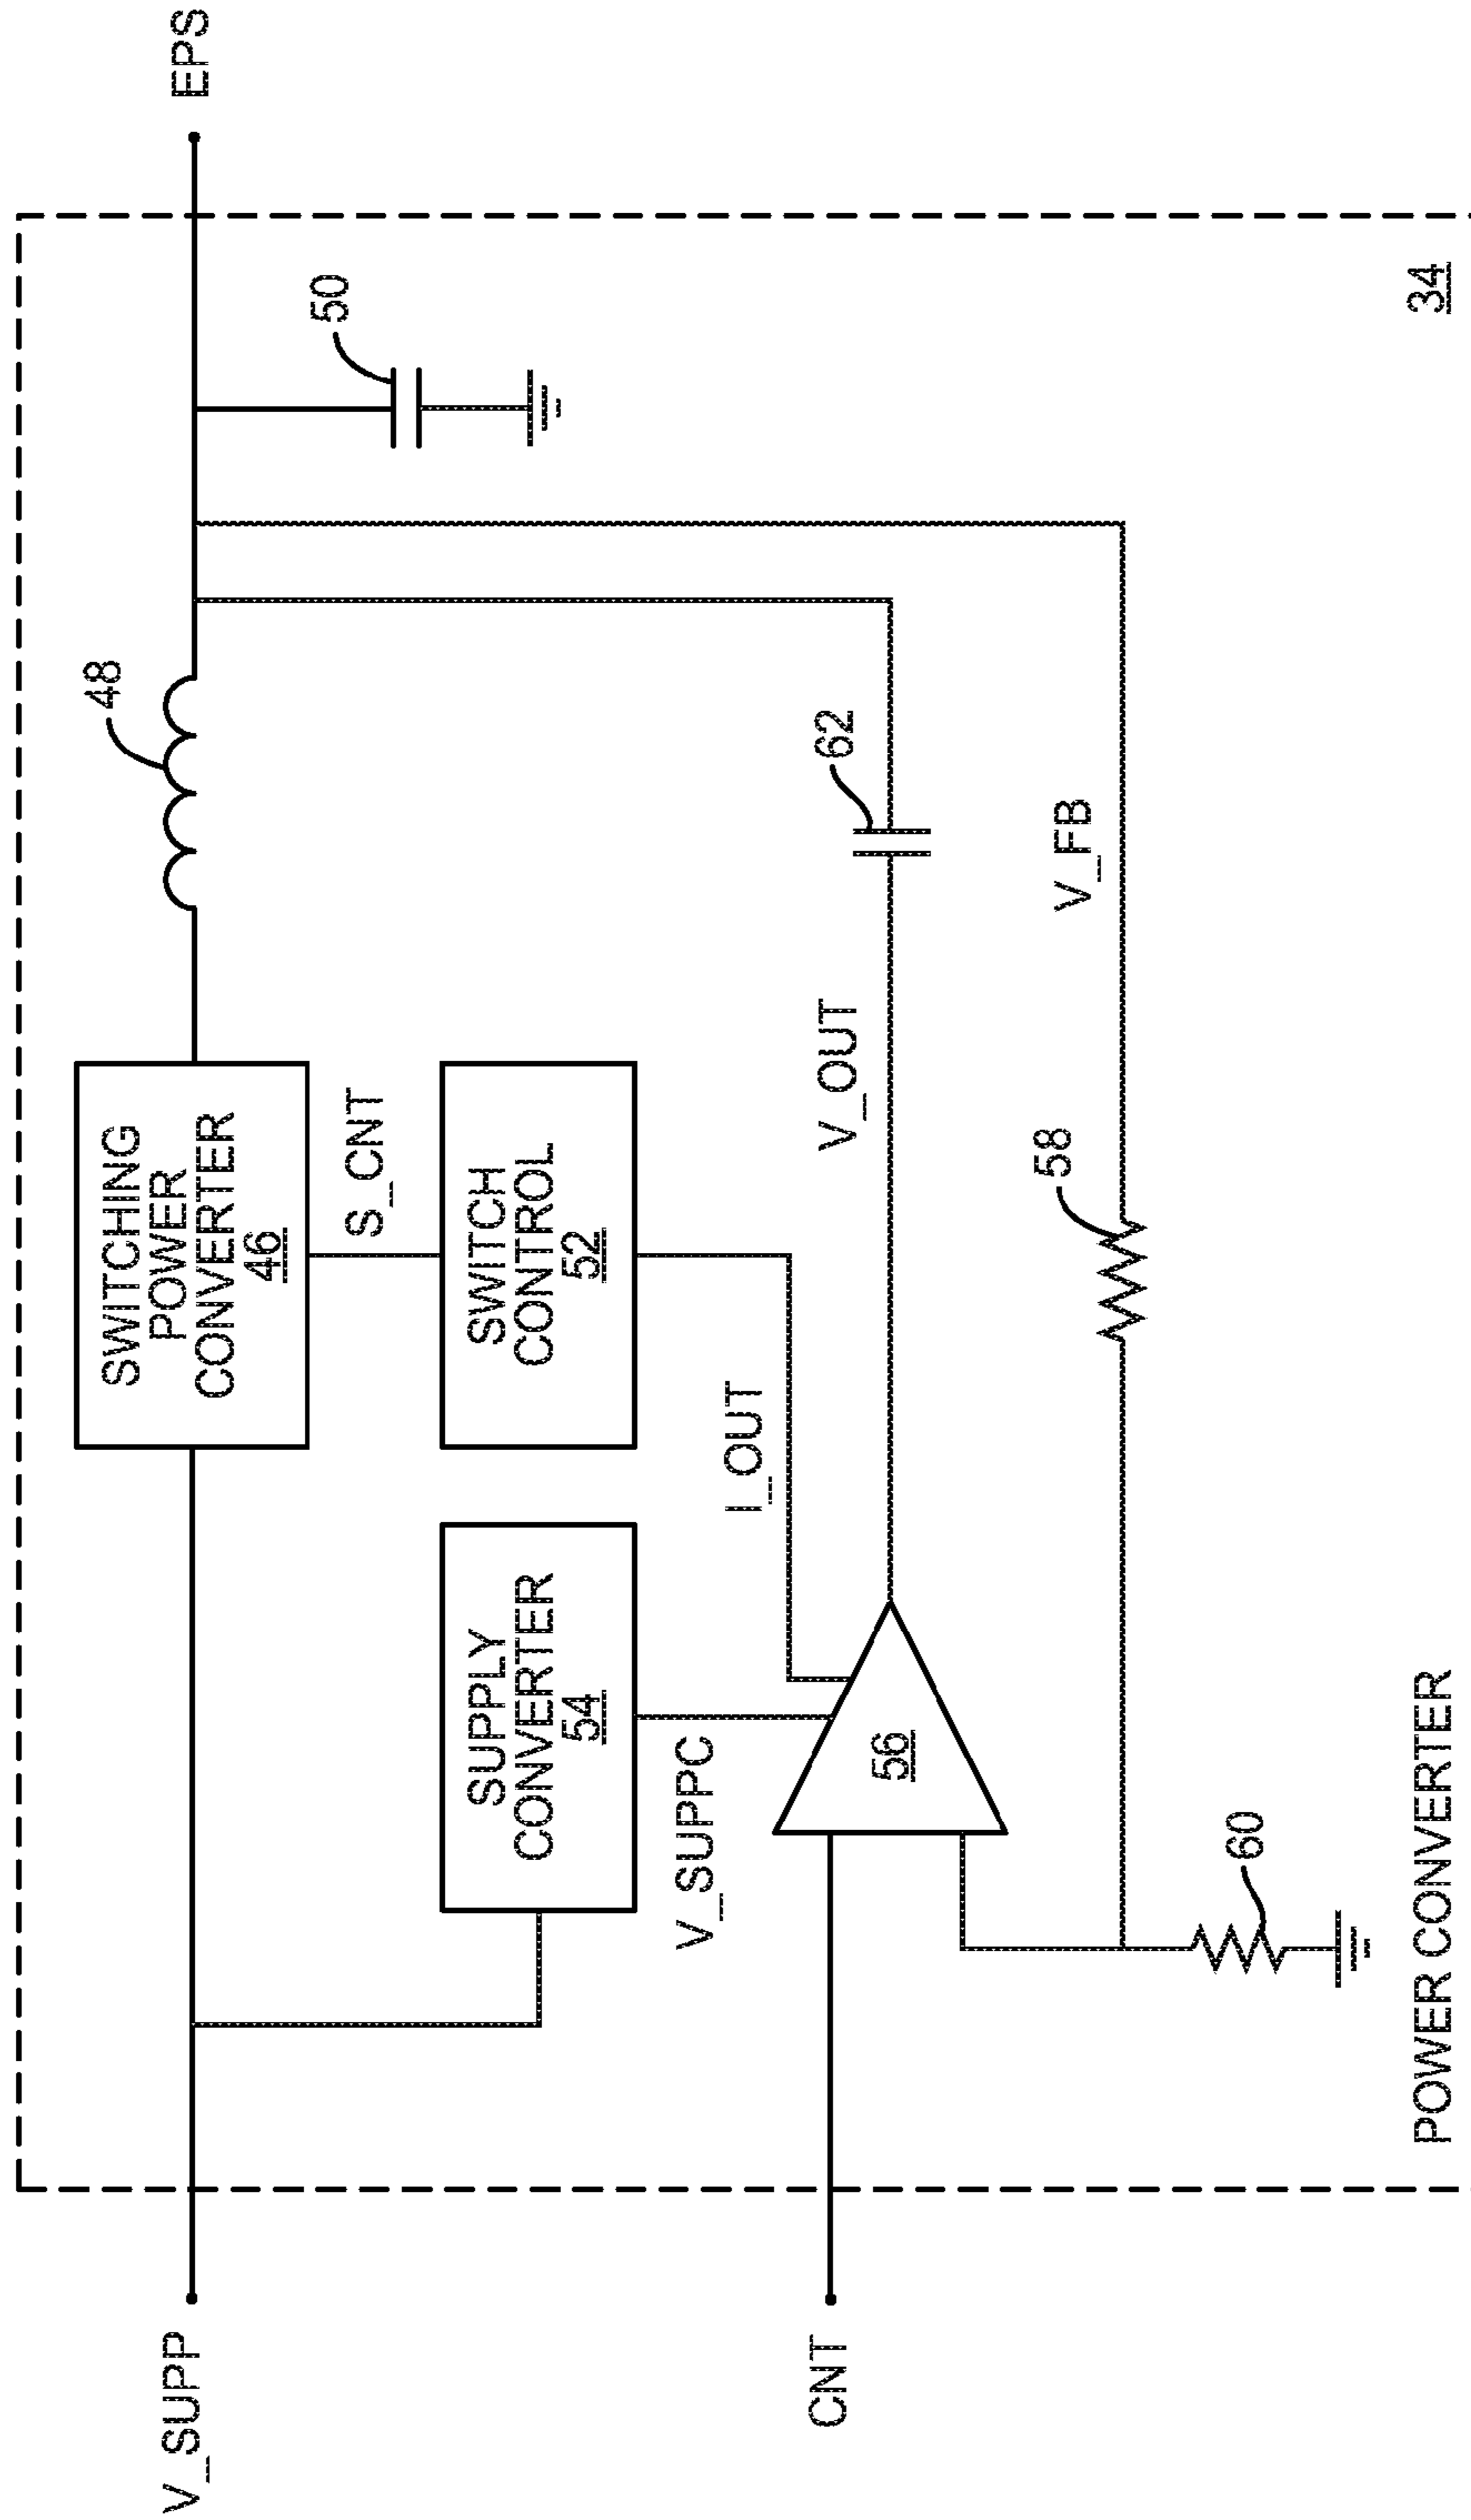 V_SUPP
SWITCHING
POWER
CONVERTER
46
48
EPS
50
S_CNT
SUPPLY
CONVERTER
54
SWITCH
CONTROL
52
V_SUPPC
I_OUT
CNT
56
V_OUT
62
58
V_FB
60
POWER CONVERTER
34